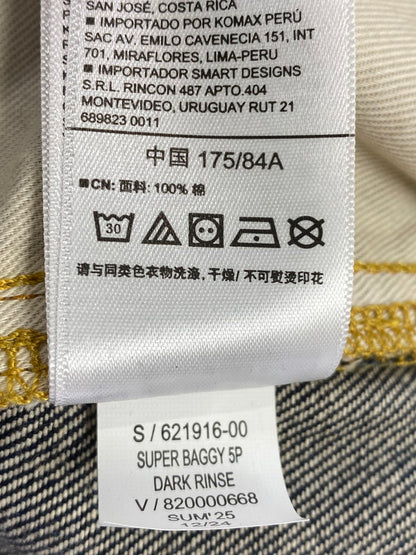 SAN JOSÉ, COSTA RICA
■ IMPORTADO POR KOMAX PERÚ
SAC AV. EMILO CAVENECIA 151, INT
701, MIRAFLORES, LIMA-PERU
■ IMPORTADOR SMART DESIGNS
S.R.L. RINCON 487 APTO.404
MONTEVIDEO, URUGUAY RUT 21
689823 0011
中国 175/84A
■CN: 面料: 100% 棉
30
请与同类色衣物洗涤, 干燥/ 不可熨烫印花
S / 621916-00
SUPER BAGGY 5P
DARK RINSE
V / 820000668
SUM' 25
12/24